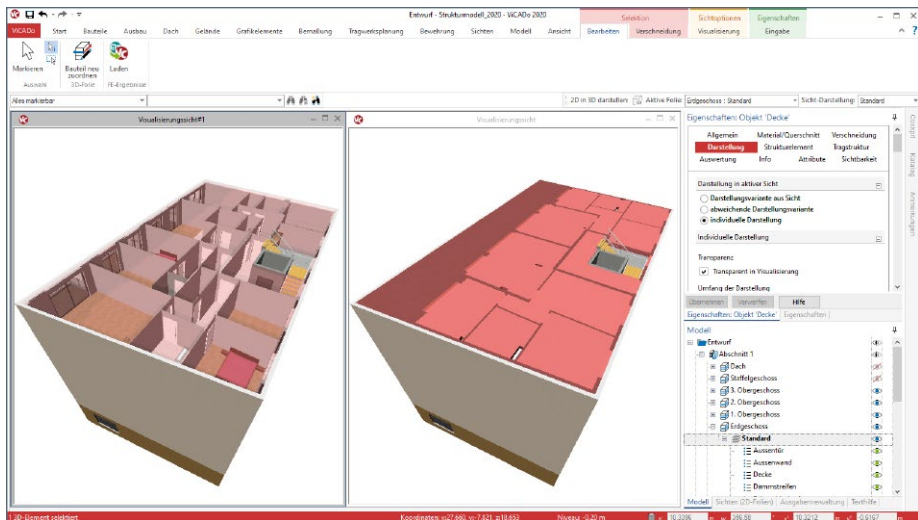 Entwurf - Strukturmodell_2020 - ViCADo 2020
Selektion
Sichtoptionen
Eigenschaften
ViCADo
Start
Bauteile
Ausbau
Dach
Gelände
Grafikelemente
Bemaßung
Tragwerksplanung
Bewehrung
Sichten
Modell
Ansicht
Bearbeiten
Verschneidung
Visualisierung
Eingabe
Markieren
Bauteil neu zuordnen
Laden
Auswahl
3D-Folie
FE-Ergebnisse
Alles markierbar
2D in 3D darstellen:
Aktive Folie:
Erdgeschoss : Standard
Sicht-Darstellung:
Standard
Visualisierungssicht#1
Visualisierungssicht
Eigenschaften: Objekt 'Decke'
Allgemein
Material/Querschnitt
Verschneidung
Darstellung
Strukturelement
Tragstruktur
Auswertung
Info
Attribute
Sichtbarkeit
Darstellung in aktiver Sicht
Darstellungsvariante aus Sicht
abweichende Darstellungsvariante
individuelle Darstellung
Individuelle Darstellung
Transparenz
Transparent in Visualisierung
Umfang der Darstellung
Übernehmen
Verwerfen
Hilfe
Eigenschaften: Objekt 'Decke'
Eigenschaften
Modell
Entwurf
Abschnitt 1
Dach
Staffelgeschoss
3. Obergeschoss
2. Obergeschoss
1. Obergeschoss
Erdgeschoss
Standard
Aussentür
Aussenwand
Decke
Dämmstreifen
Modell
Sichten (2D-Folien)
Ausgabenverwaltung
Texthilfe
Cockpit
Katalog
Anmerkungen
1 3D-Element selektiert
Niveau: -0.20 m